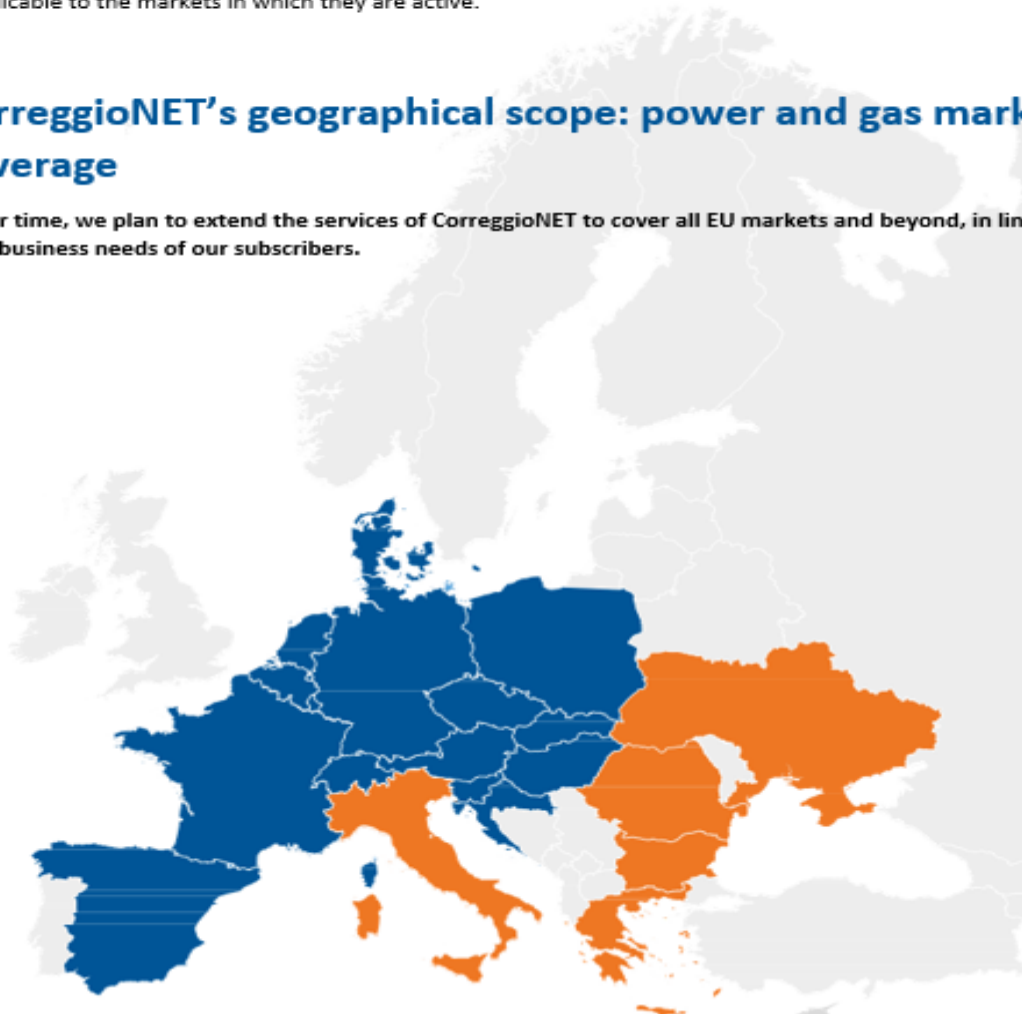 licable to the markets in which they are active.
rreggioNET’s geographical scope: power and gas mark
verage
r time, we plan to extend the services of CorreggioNET to cover all EU markets and beyond, in lin
business needs of our subscribers.